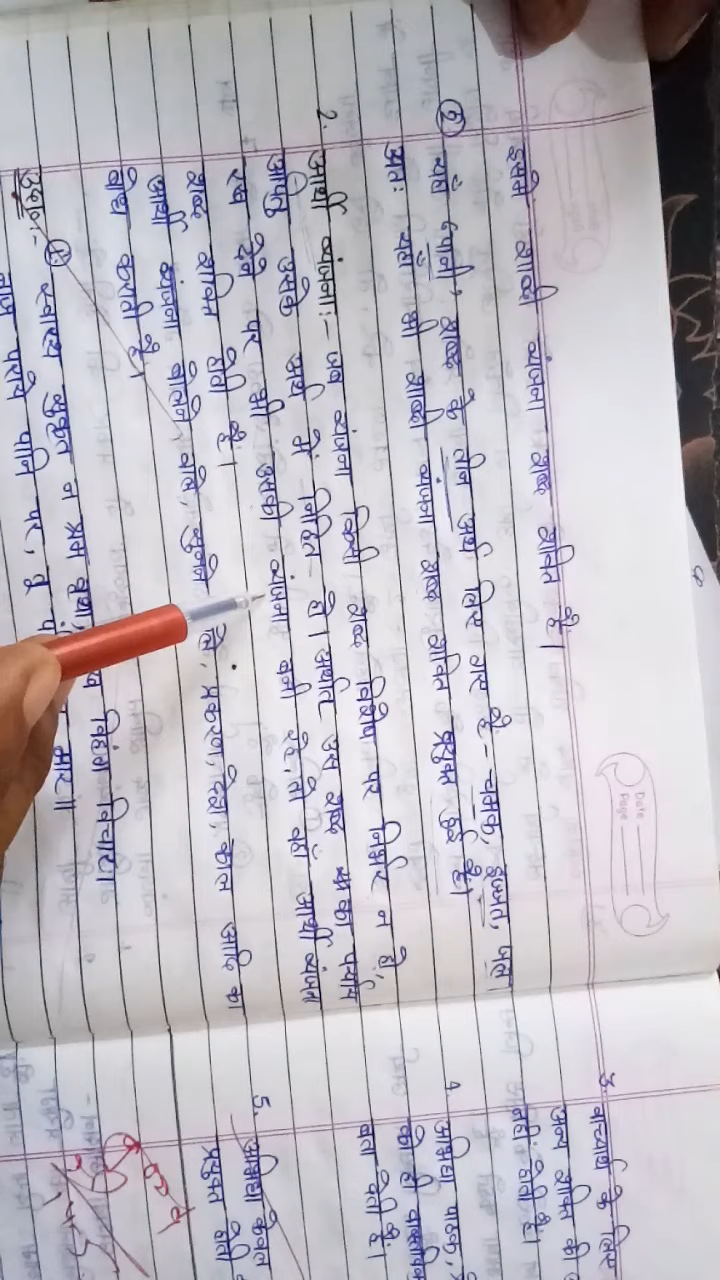 Date
Page
इसमें शाब्दी व्यंजना शब्द शक्ति है।
② यहाँ 'पानी' शब्द के तीन अर्थ लिए गए हैं - चमक, इज्जत, जल
अतः यहाँ भी शाब्दी व्यंजना शब्द शक्ति प्रयुक्त हुई है।
2. आर्थी व्यंजना:- जब व्यंजना किसी शब्द विशेष पर निर्भर न हो,
अपितु उसके अर्थ में निहित हो। अर्थात् उस शब्द का पर्याय
रख देने पर भी उसकी व्यंजना बनी रहे, तो वहाँ आर्थी व्यंजना
शब्द शक्ति होती है।
आर्थी व्यंजना बोलने वाले, सुनने प्रकरण, देश, काल आदि का
बोध कराती है।
उदा०:- ① स्वारथ सुकृत न श्रम वृथा, विहंग विचारि।
बाज पराये पानि पर, मार॥
3. वाच्यार्थ के लिए
अन्य शक्ति की
नहीं होती है।
4. अभिधा
को ही
बता देती है।
5. अभिधा केवल
प्रयुक्त होती